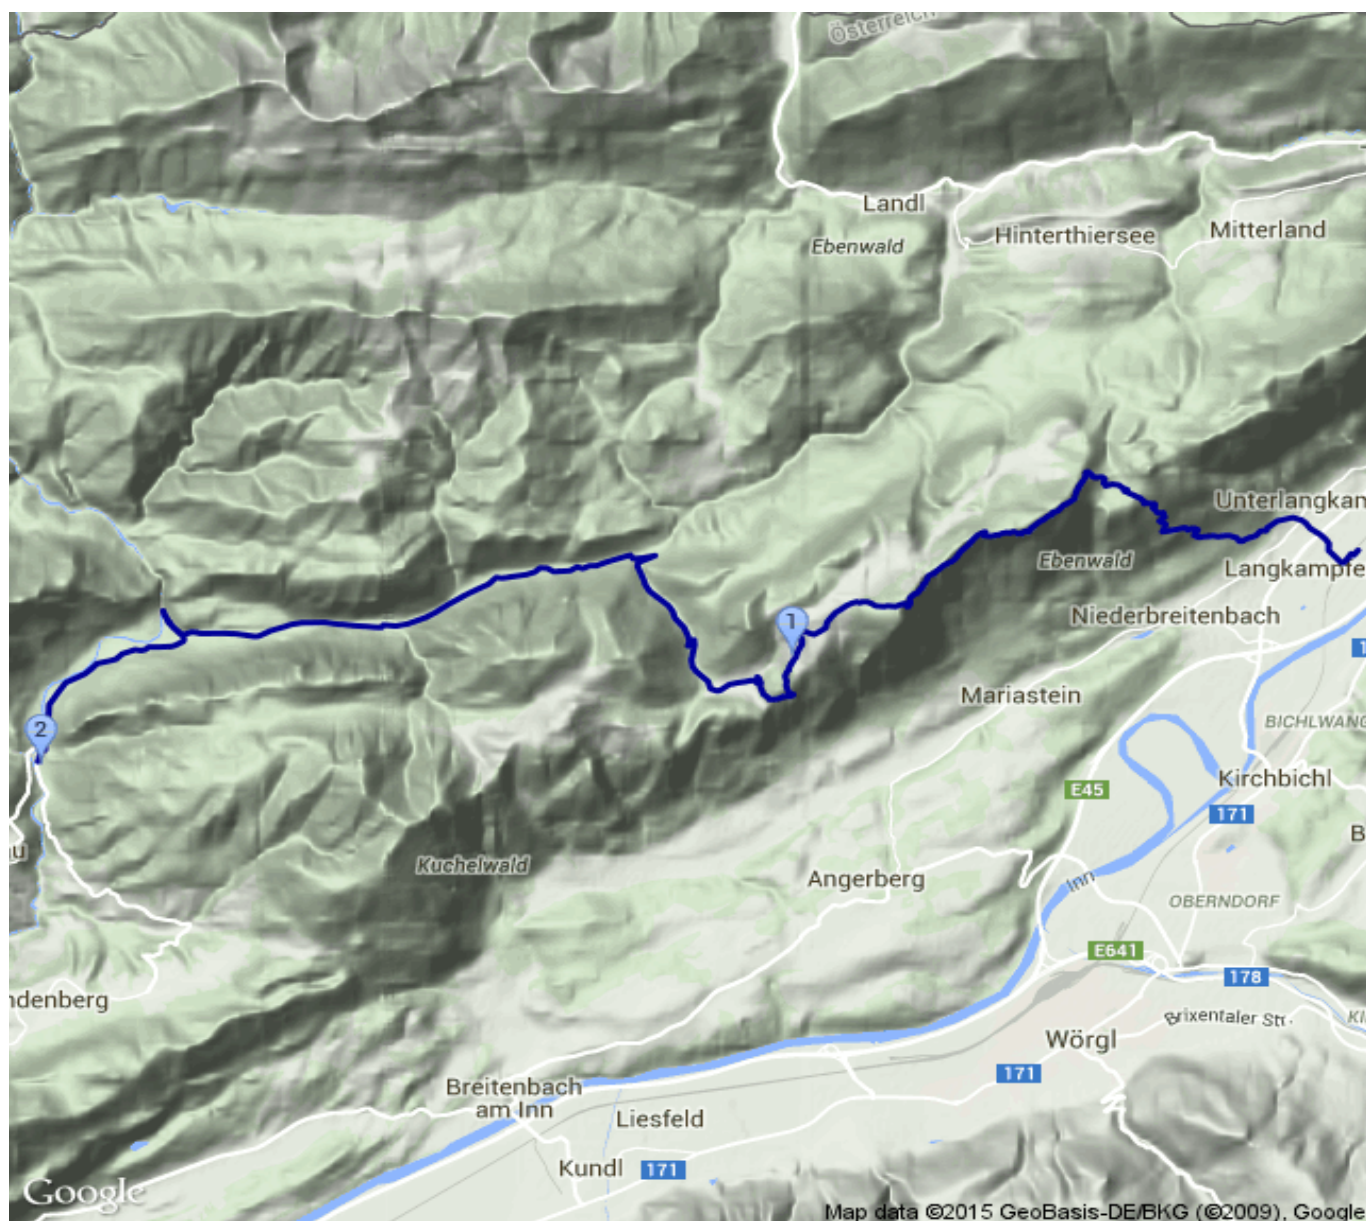 Österreich
Landl
Ebenwald
Hinterthiersee
Mitterland
Unterlangkam
Ebenwald
Langkampfe
Niederbreitenbach
1
1
Mariastein
BICHLWANG
2
E45
Kirchbichl
171
B
u
Kuchelwald
Angerberg
Inn
OBERNDORF
E641
178
ndenberg
Brixentaler Str.
KI
Wörgl
171
Breitenbach
am Inn
Liesfeld
Kundl
171
Google
Map data ©2015 GeoBasis-DE/BKG (©2009), Google